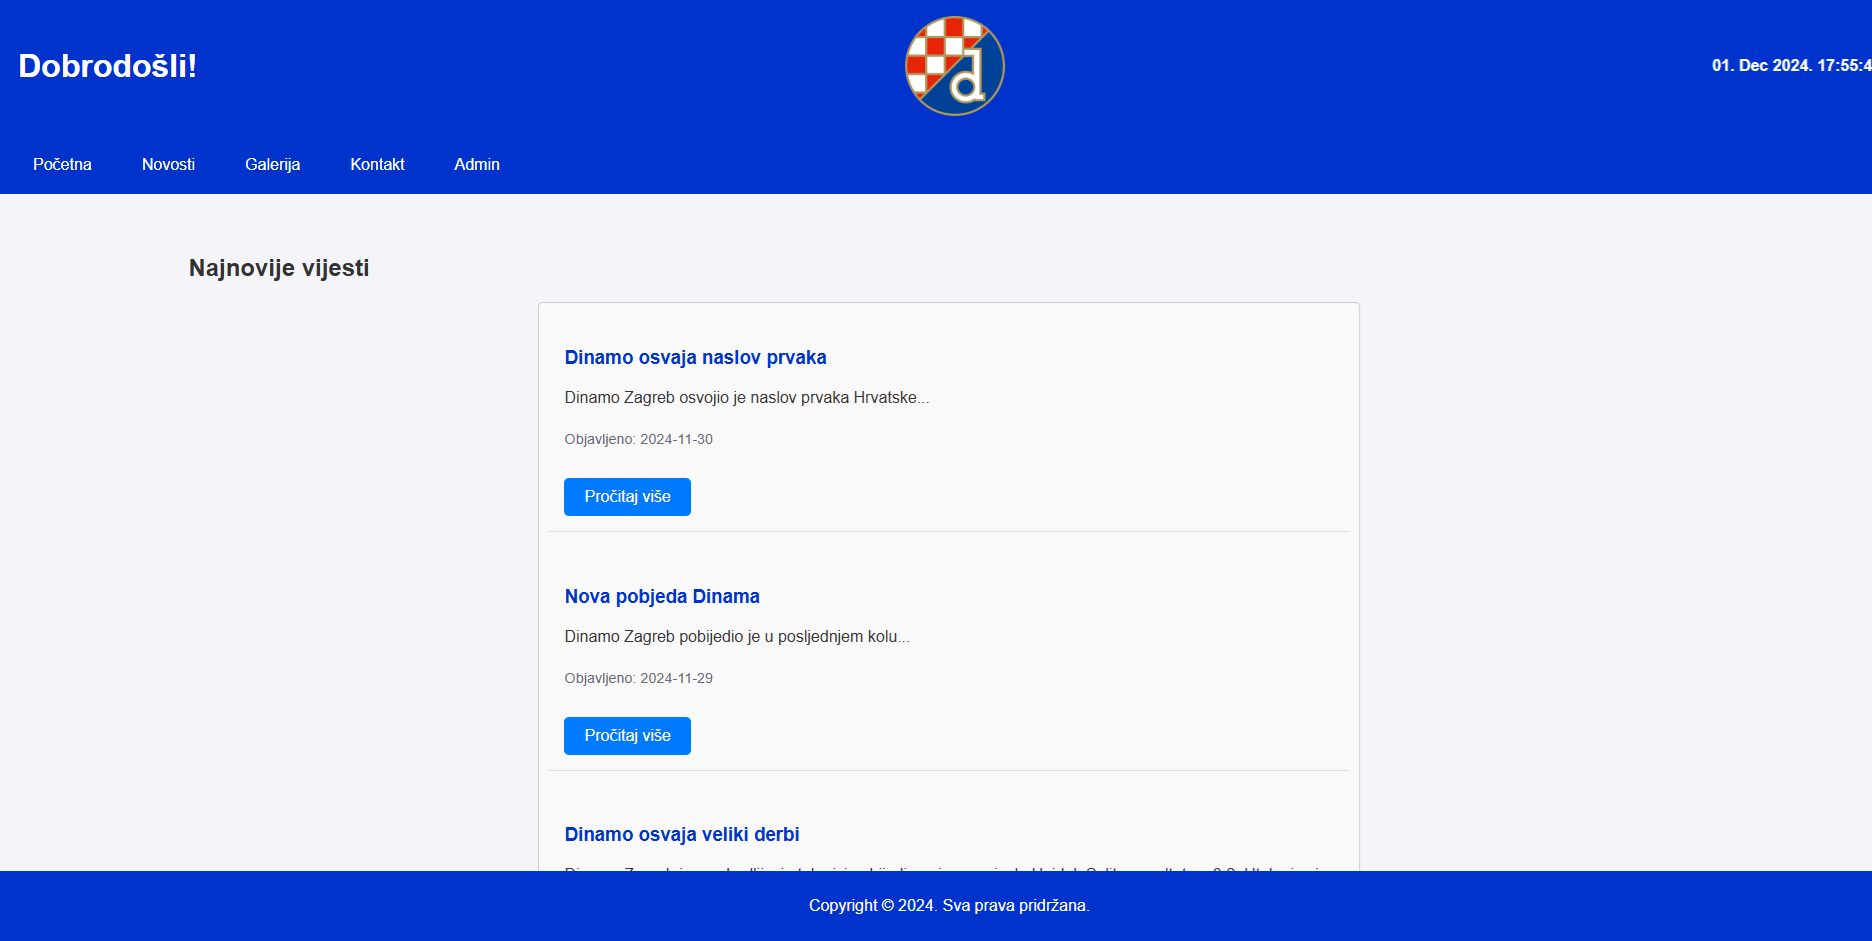 Dobrodošli!
d
01. Dec 2024. 17:55:4
Početna Novosti Galerija Kontakt Admin
Najnovije vijesti
Dinamo osvaja naslov prvaka
Dinamo Zagreb osvojio je naslov prvaka Hrvatske...
Objavljeno: 2024-11-30
Pročitaj više
Nova pobjeda Dinama
Dinamo Zagreb pobijedio je u posljednjem kolu...
Objavljeno: 2024-11-29
Pročitaj više
Dinamo osvaja veliki derbi
Copyright © 2024. Sva prava pridržana.